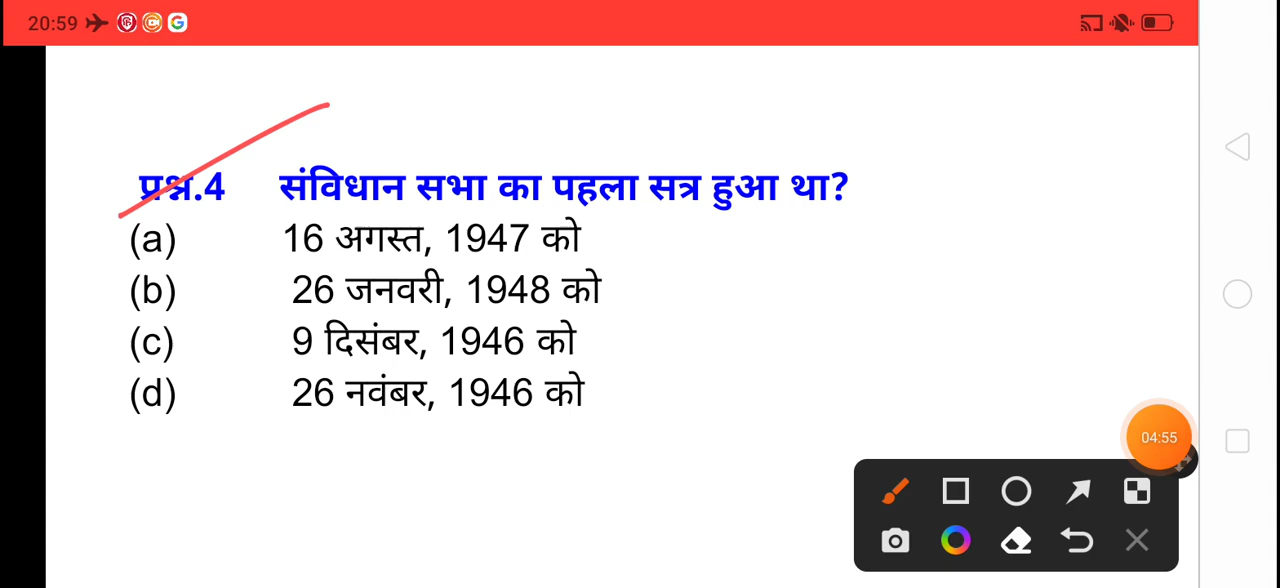 20:59
प्रश्न.4 संविधान सभा का पहला सत्र हुआ था?
(a) 16 अगस्त, 1947 को
(b) 26 जनवरी, 1948 को
(c) 9 दिसंबर, 1946 को
(d) 26 नवंबर, 1946 को
04:55